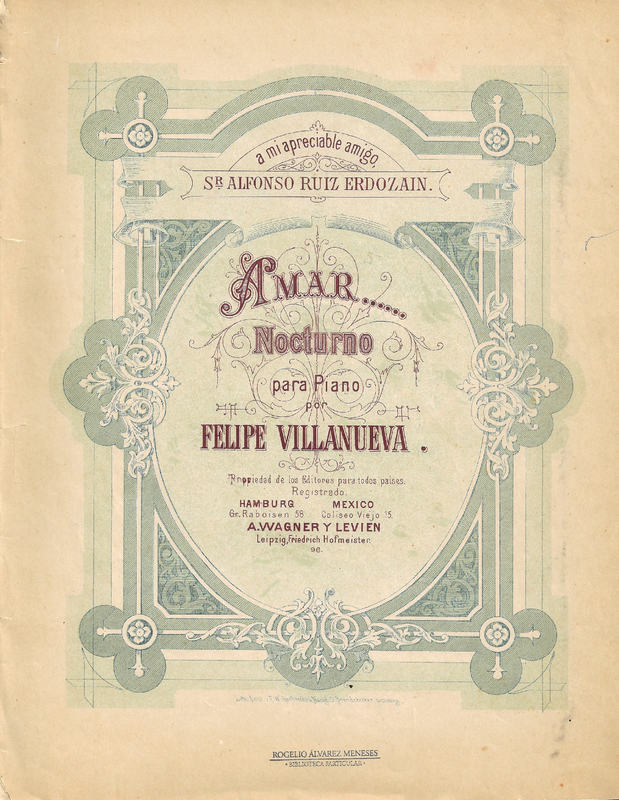 a mi apreciable amigo,
SR. ALFONSO RUIZ ERDOZAIN.
AMAR......
Nocturno
para Piano
por
FELIPE VILLANUEVA.
Propiedad de los Editores para todos paises.
Registrado.
HAMBURG MEXICO
Gr. Raboisen 58 Coliseo Viejo 15.
A. WAGNER Y LEVIEN
Leipzig, Friedrich Hofmeister.
96.
ROGELIO ÁLVAREZ MENESES
• BIBLIOTECA PARTICULAR •